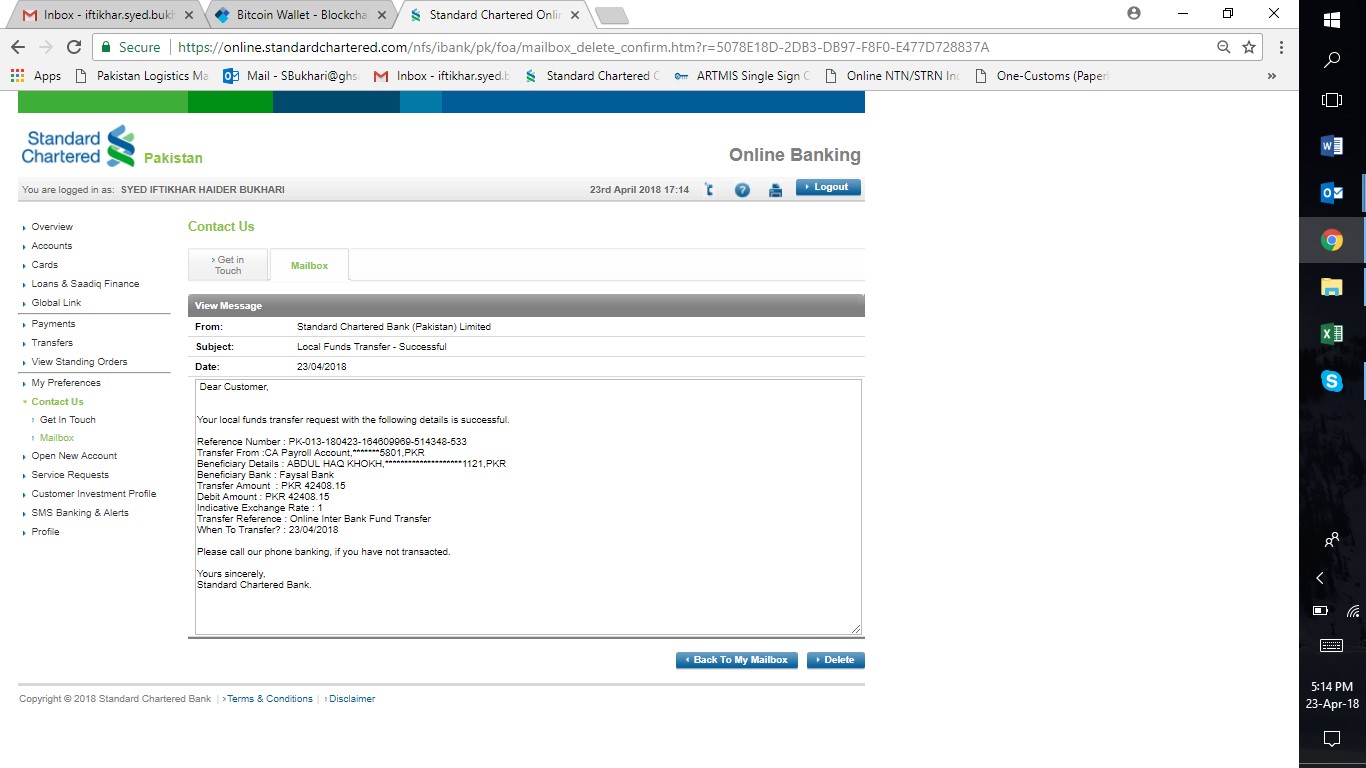 Inbox - iftikhar.syed.bukh
Bitcoin Wallet - Blockcha
Standard Chartered Onli
Secure
https://online.standardchartered.com/nfs/ibank/pk/foa/mailbox_delete_confirm.htm?r=5078E18D-2DB3-DB97-F8F0-E477D728837A
Apps
Pakistan Logistics Ma
Mail - SBukhari@ghs
Inbox - iftikhar.syed.b
Standard Chartered C
ARTMIS Single Sign C
Online NTN/STRN In
One-Customs (Paper
»
Standard
Chartered
Pakistan
Online Banking
You are logged in as: SYED IFTIKHAR HAIDER BUKHARI
23rd April 2018 17:14
Logout
Overview
Accounts
Cards
Loans & Saadiq Finance
Global Link
Payments
Transfers
View Standing Orders
My Preferences
Contact Us
Get In Touch
Mailbox
Open New Account
Service Requests
Customer Investment Profile
SMS Banking & Alerts
Profile
Contact Us
Get in
Touch
Mailbox
View Message
From: Standard Chartered Bank (Pakistan) Limited
Subject: Local Funds Transfer - Successful
Date: 23/04/2018
Dear Customer,
Your local funds transfer request with the following details is successful.
Reference Number : PK-013-180423-164609969-514348-533
Transfer From :CA Payroll Account,*******5801,PKR
Beneficiary Details : ABDUL HAQ KHOKH,*********************1121,PKR
Beneficiary Bank : Faysal Bank
Transfer Amount : PKR 42408.15
Debit Amount : PKR 42408.15
Indicative Exchange Rate : 1
Transfer Reference : Online Inter Bank Fund Transfer
When To Transfer? : 23/04/2018
Please call our phone banking, if you have not transacted.
Yours sincerely,
Standard Chartered Bank.
Back To My Mailbox
Delete
Copyright © 2018 Standard Chartered Bank | Terms & Conditions | Disclaimer
5:14 PM
23-Apr-18